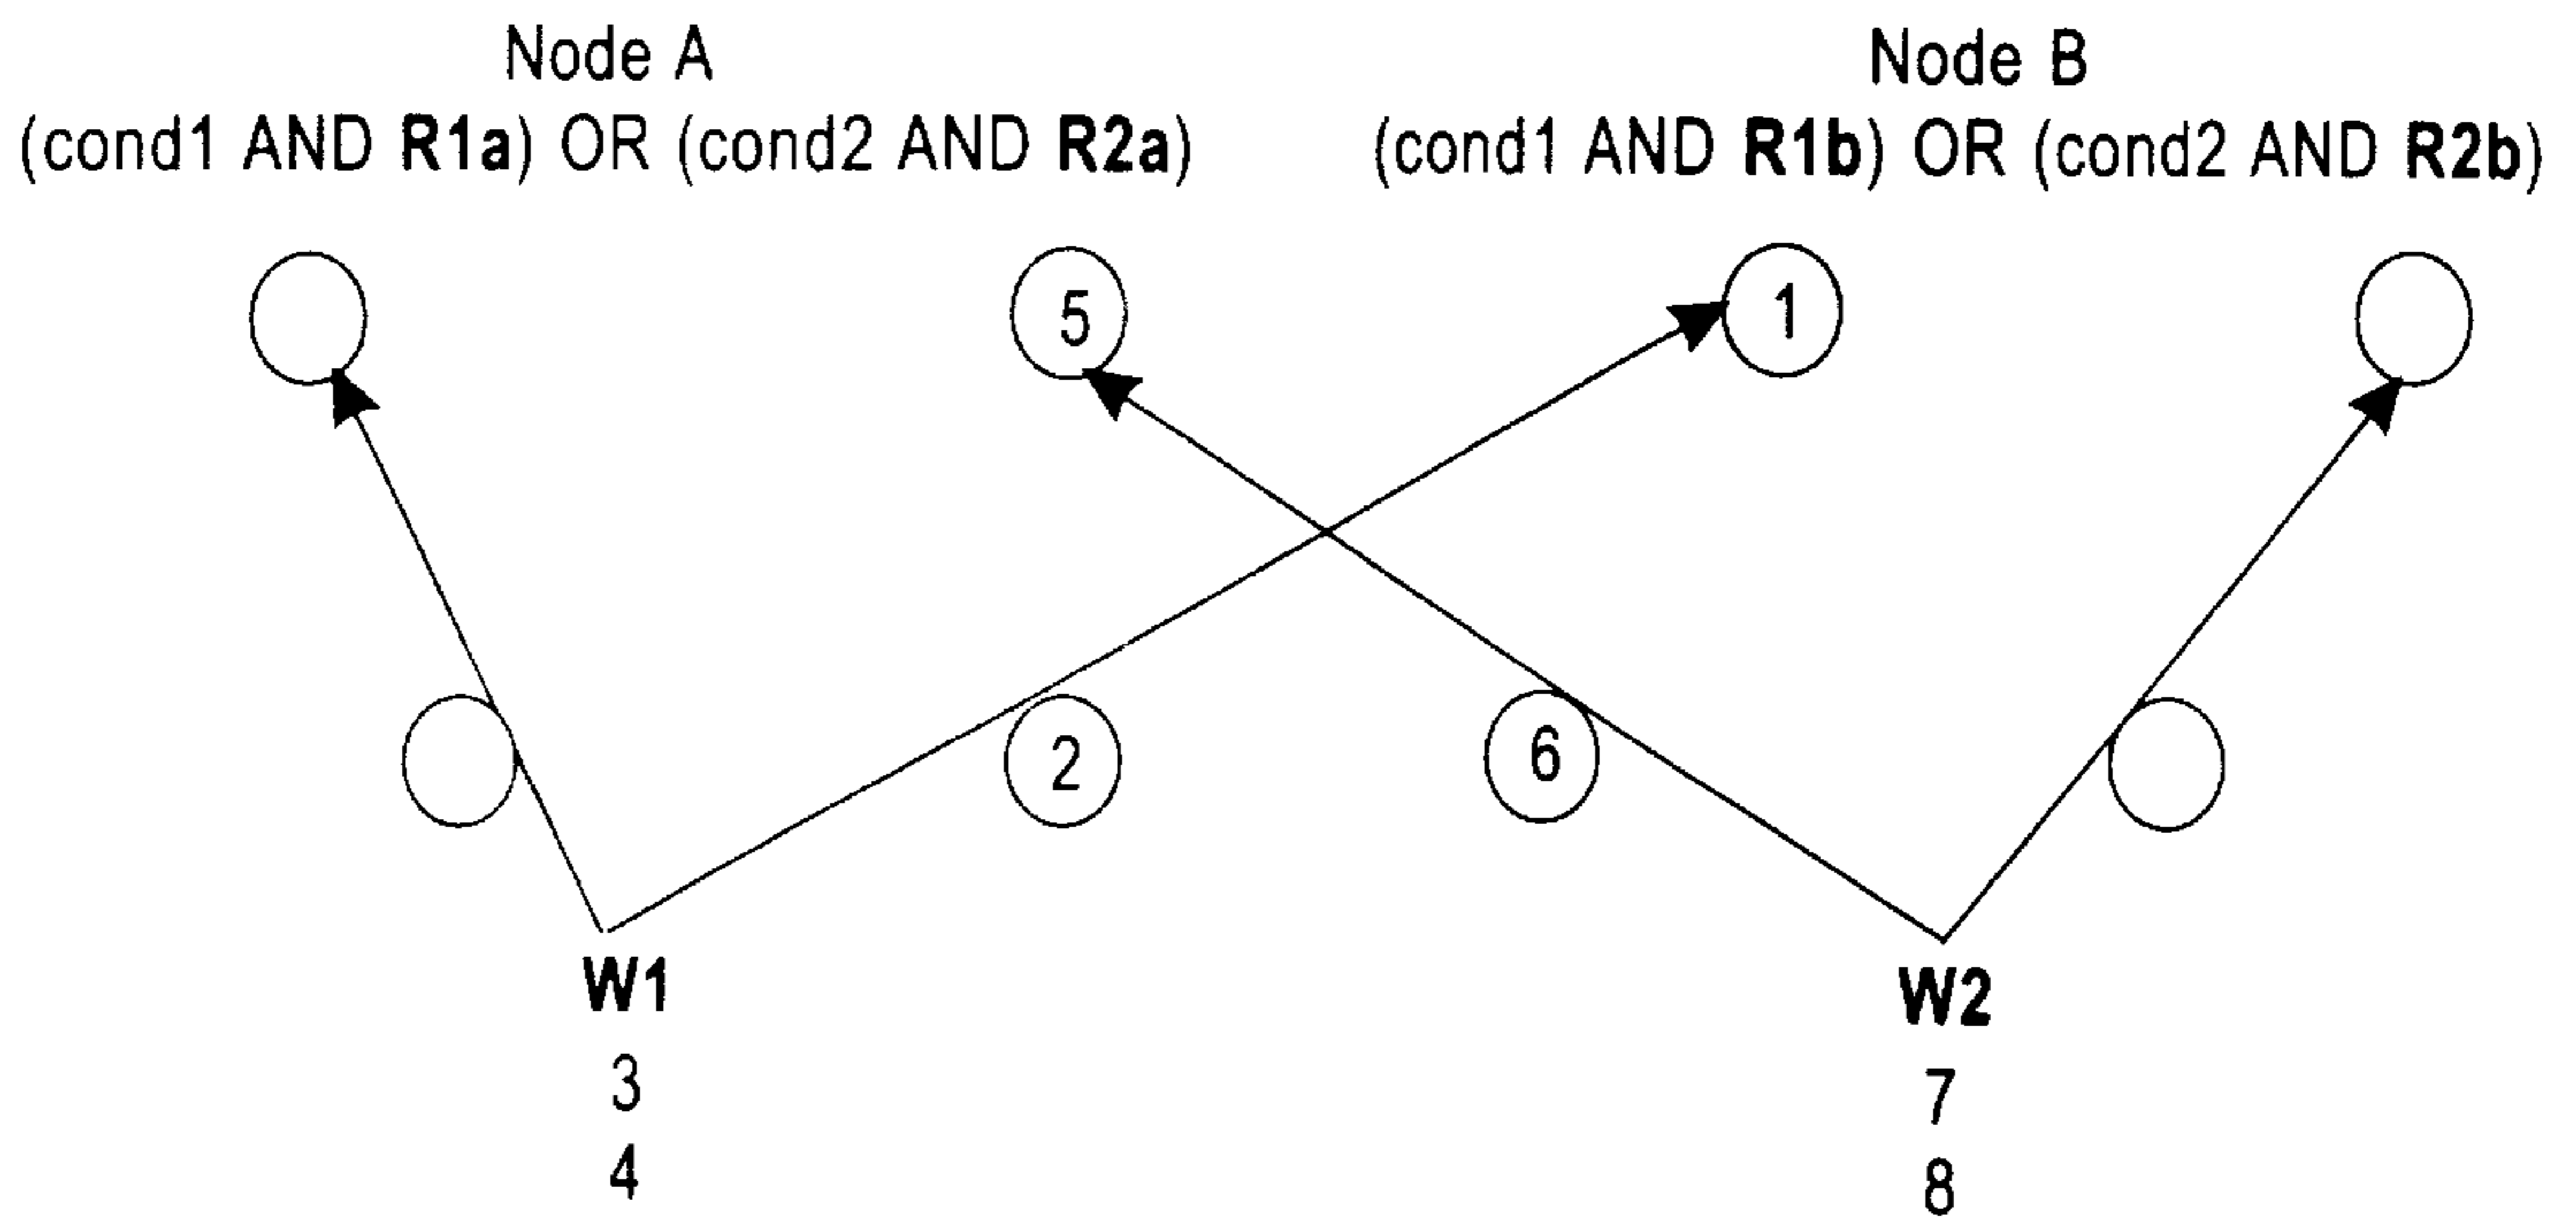 Node A
(cond1 AND R1a) OR (cond2 AND R2a)
Node B
(cond1 AND R1b) OR (cond2 AND R2b)
5
1
2
6
W1
3
4
W2
7
8